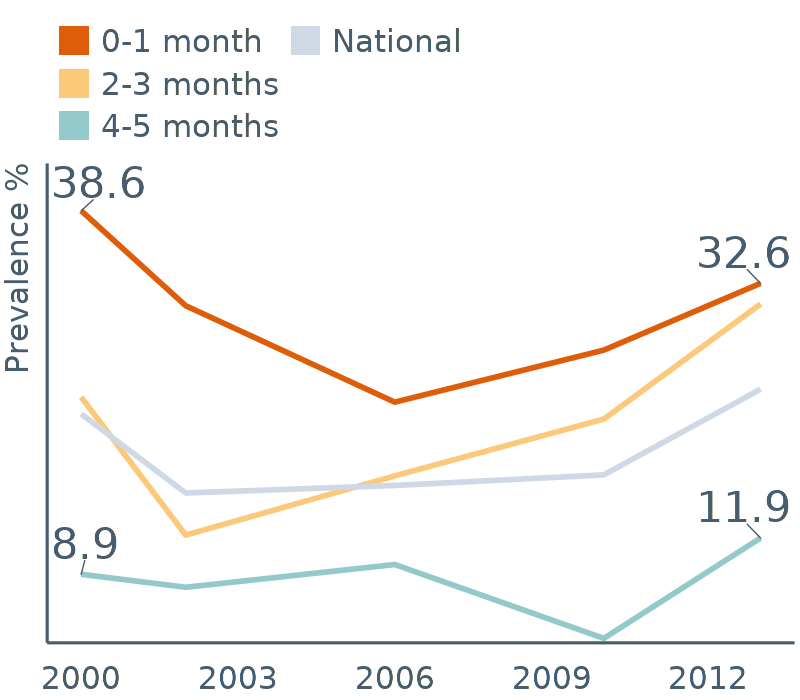 0-1 month
National
2-3 months
4-5 months
Prevalence %
38.6
32.6
8.9
11.9
2000 2003 2006 2009 2012